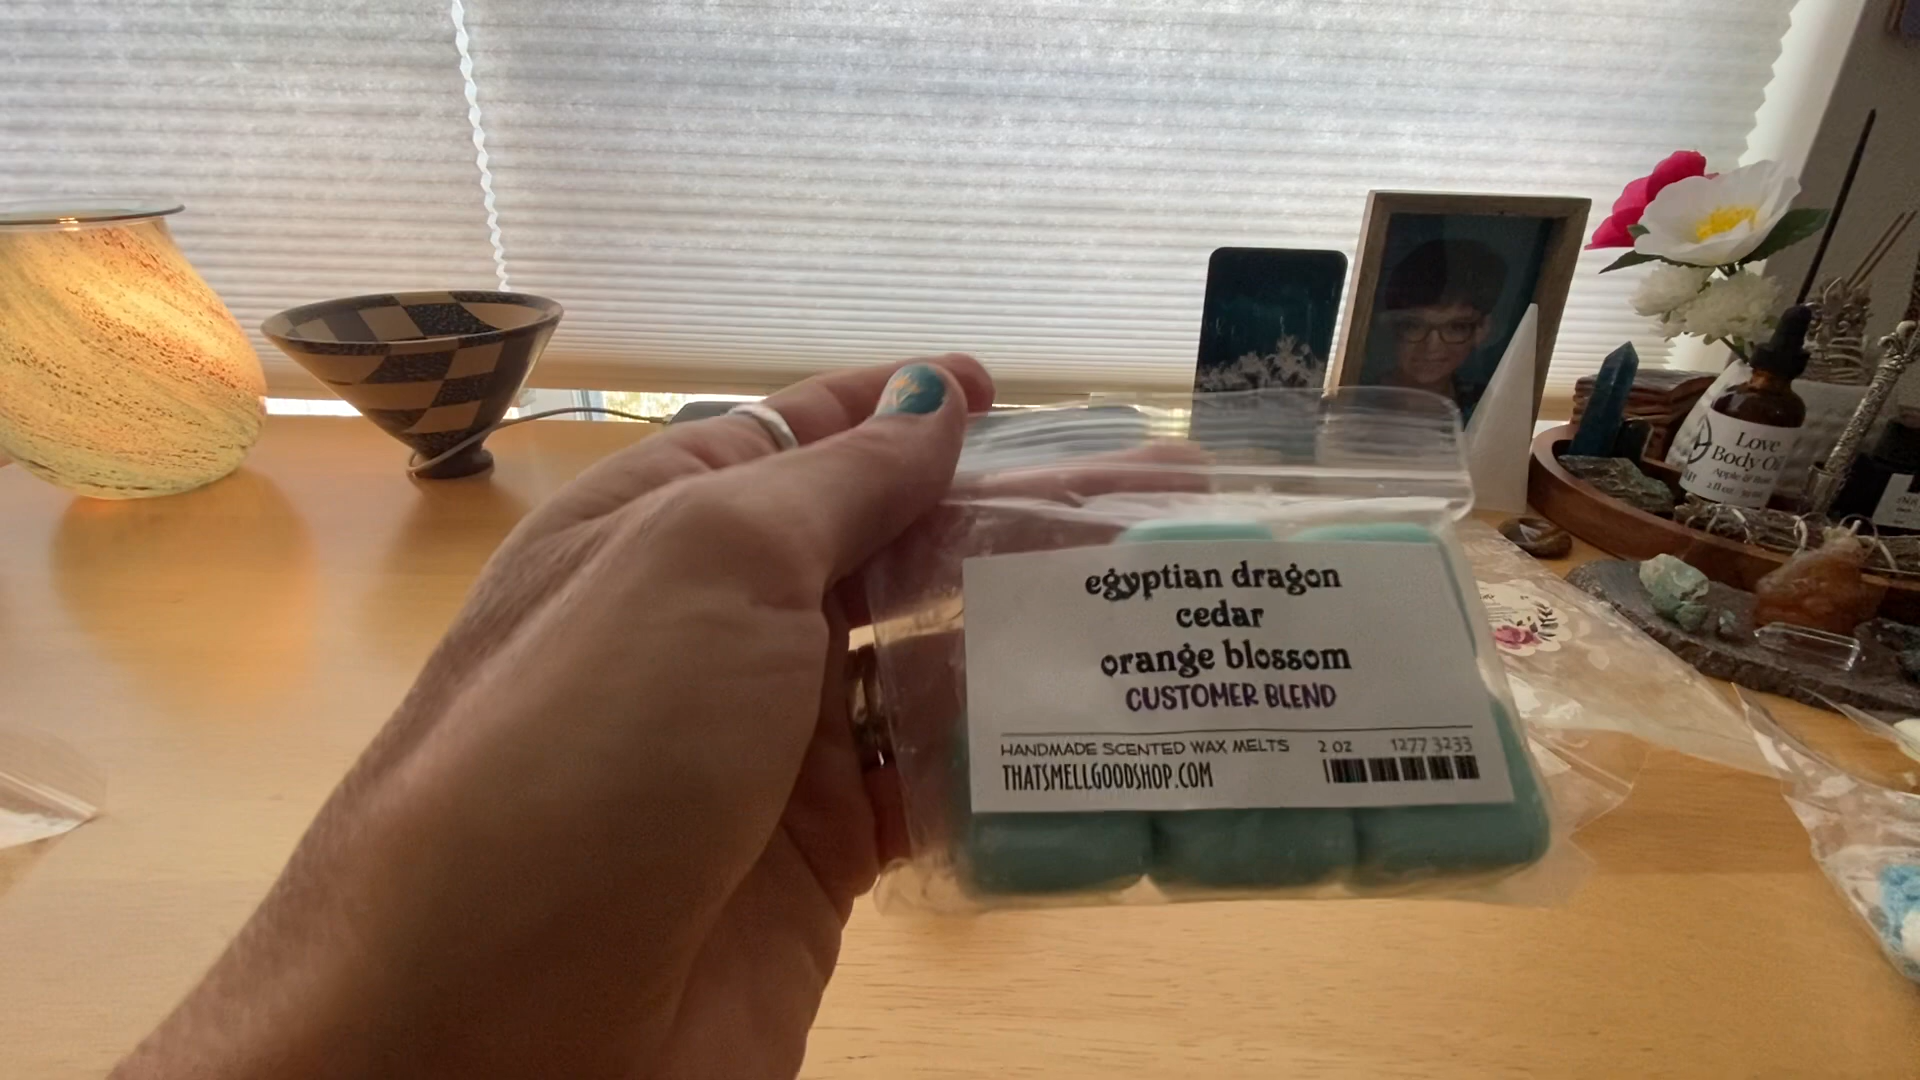 egyptian dragon
cedar
orange blossom
CUSTOMER BLEND
HANDMADE SCENTED WAX MELTS 2 OZ 1277 3233
THATSMELLGOODSHOP.COM
Love
Body Oil
Apple &